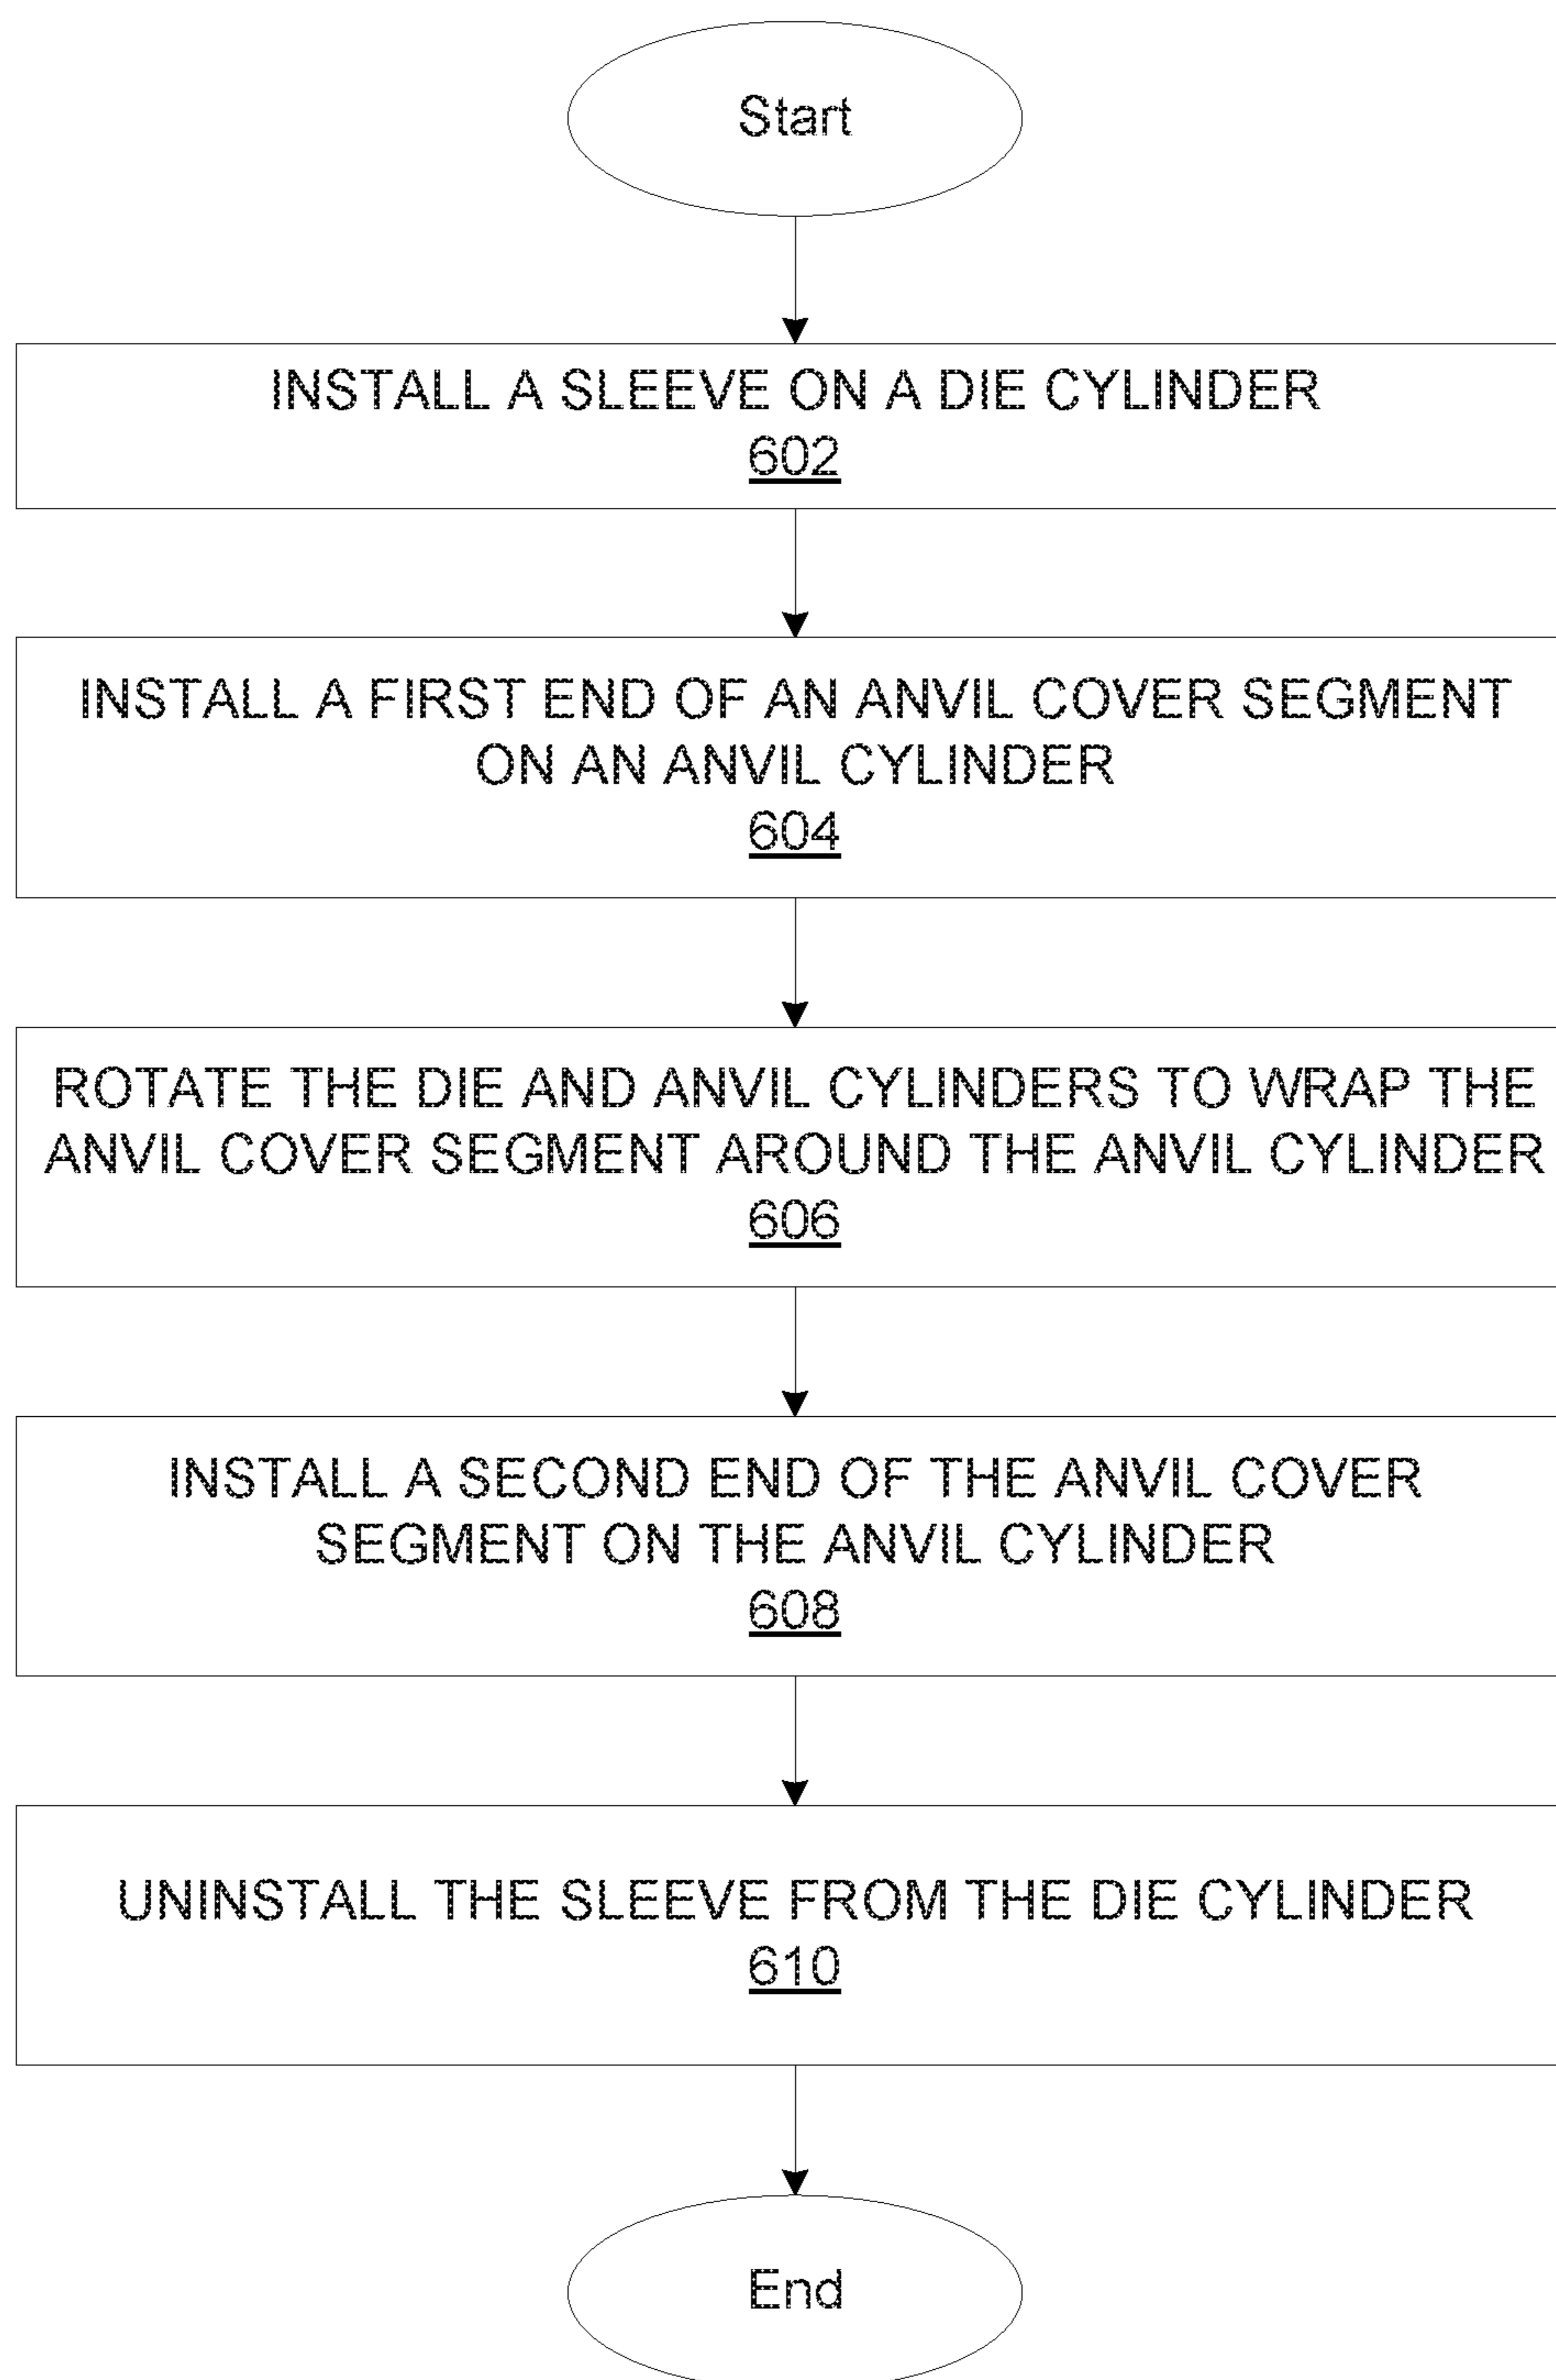 Start
INSTALL A SLEEVE ON A DIE CYLINDER
602
INSTALL A FIRST END OF AN ANVIL COVER SEGMENT
ON AN ANVIL CYLINDER
604
ROTATE THE DIE AND ANVIL CYLINDERS TO WRAP THE
ANVIL COVER SEGMENT AROUND THE ANVIL CYLINDER
606
INSTALL A SECOND END OF THE ANVIL COVER
SEGMENT ON THE ANVIL CYLINDER
608
UNINSTALL THE SLEEVE FROM THE DIE CYLINDER
610
End